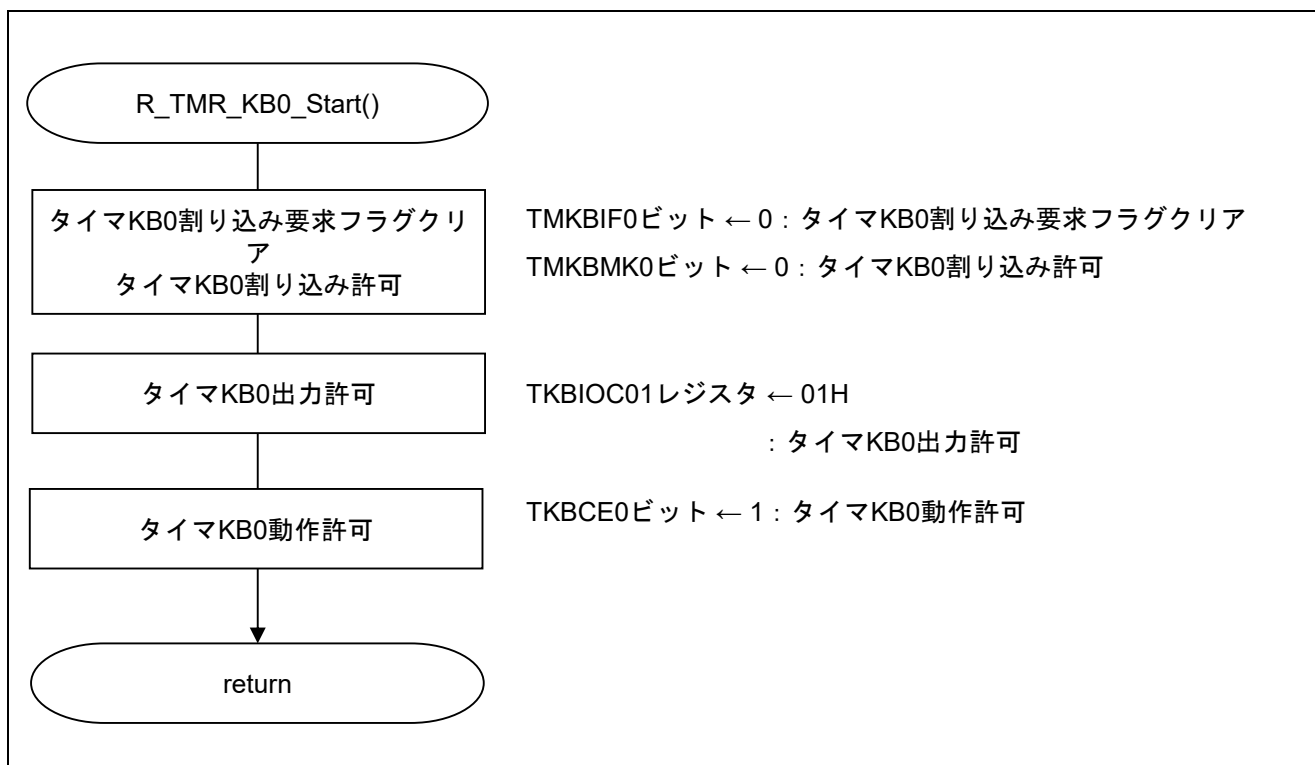 R_TMR_KB0_Start()
タイマKB0割り込み要求フラグクリ
ア
タイマKB0割り込み許可
TMKBIF0ビット ← 0：タイマKB0割り込み要求フラグクリア
TMKBMK0ビット ← 0：タイマKB0割り込み許可
タイマKB0出力許可
TKBIOC01レジスタ ← 01H
：タイマKB0出力許可
タイマKB0動作許可
TKBCE0ビット ← 1：タイマKB0動作許可
return